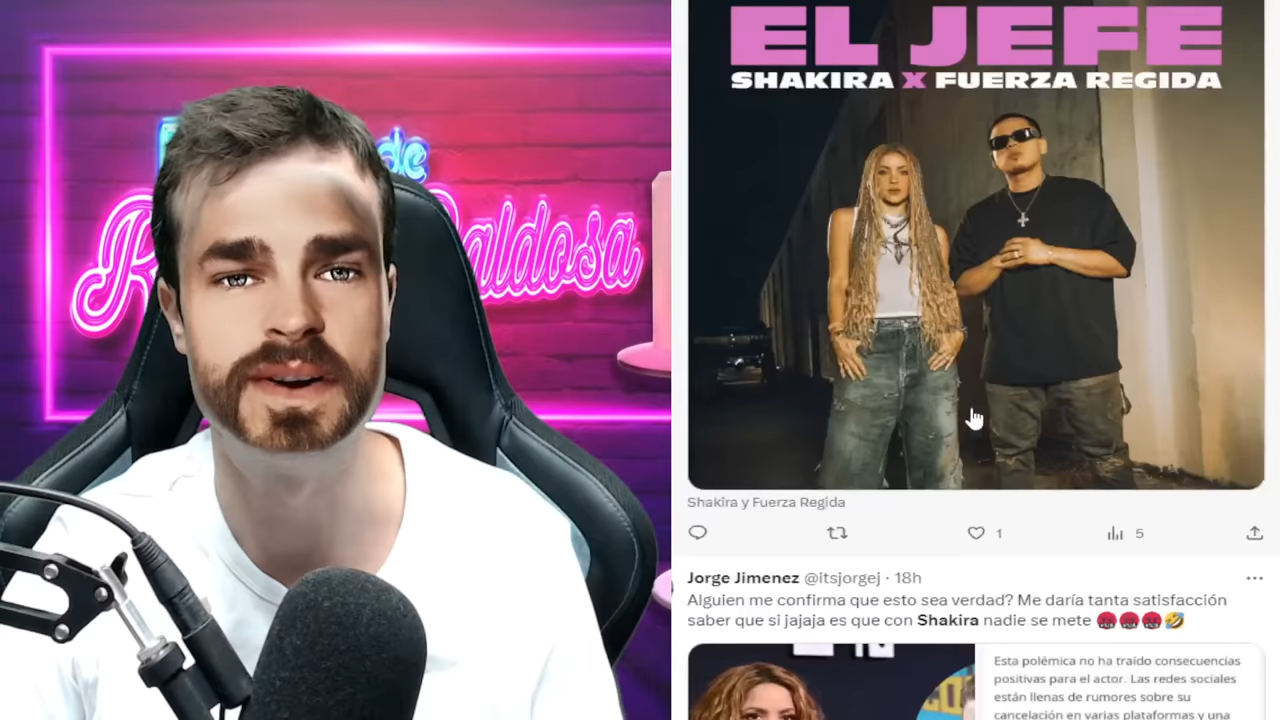 de
aldosa
EL JEFE
SHAKIRA X FUERZA REGIDA
Shakira y Fuerza Regida
1
5
Jorge Jimenez @itsjorgej · 18h
Alguien me confirma que esto sea verdad? Me daría tanta satisfacción
saber que si jajaja es que con Shakira nadie se mete 🤬🤬🤬🤣
Esta polémica no ha traído consecuencias
positivas para el actor. Las redes sociales
están llenas de rumores sobre su
cancelación en varias plataformas y una